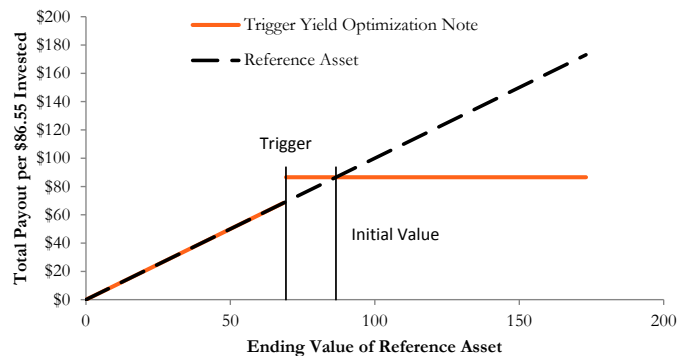 $200
$180
$160
$140
$120
$100
$80
$60
$40
$20
$0
Total Payout per $86.55 Invested
Trigger Yield Optimization Note
Reference Asset
Trigger
Initial Value
0
50
100
150
200
Ending Value of Reference Asset